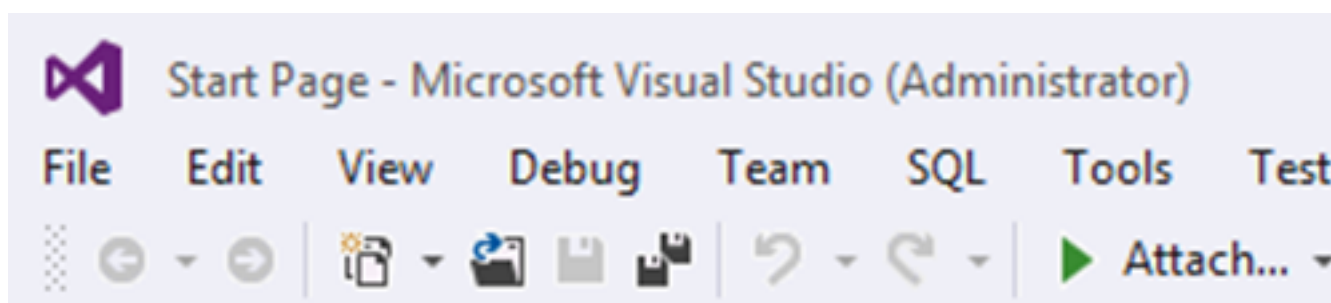 Start Page - Microsoft Visual Studio (Administrator)
File Edit View Debug Team SQL Tools Test
Attach...